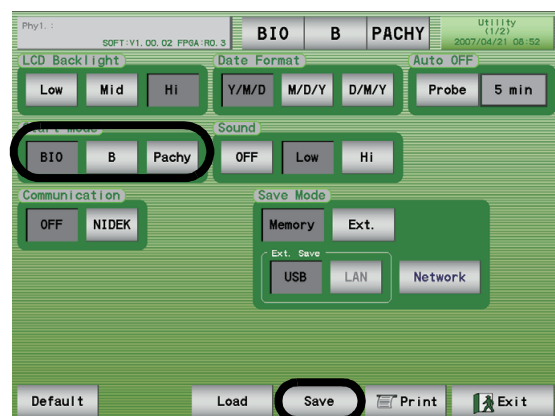 Phy1. :
SOFT:V1.00.02 FPGA:R0.3
BIO B PACHY
Utility
(1/2)
2007/04/21 08:52
LCD Backlight
Low Mid Hi
Date Format
Y/M/D M/D/Y D/M/Y
Auto OFF
Probe 5 min
Start mode
BIO B Pachy
Sound
OFF Low Hi
Communication
OFF NIDEK
Save Mode
Memory Ext.
Ext. Save
USB LAN
Network
Default Load Save Print Exit